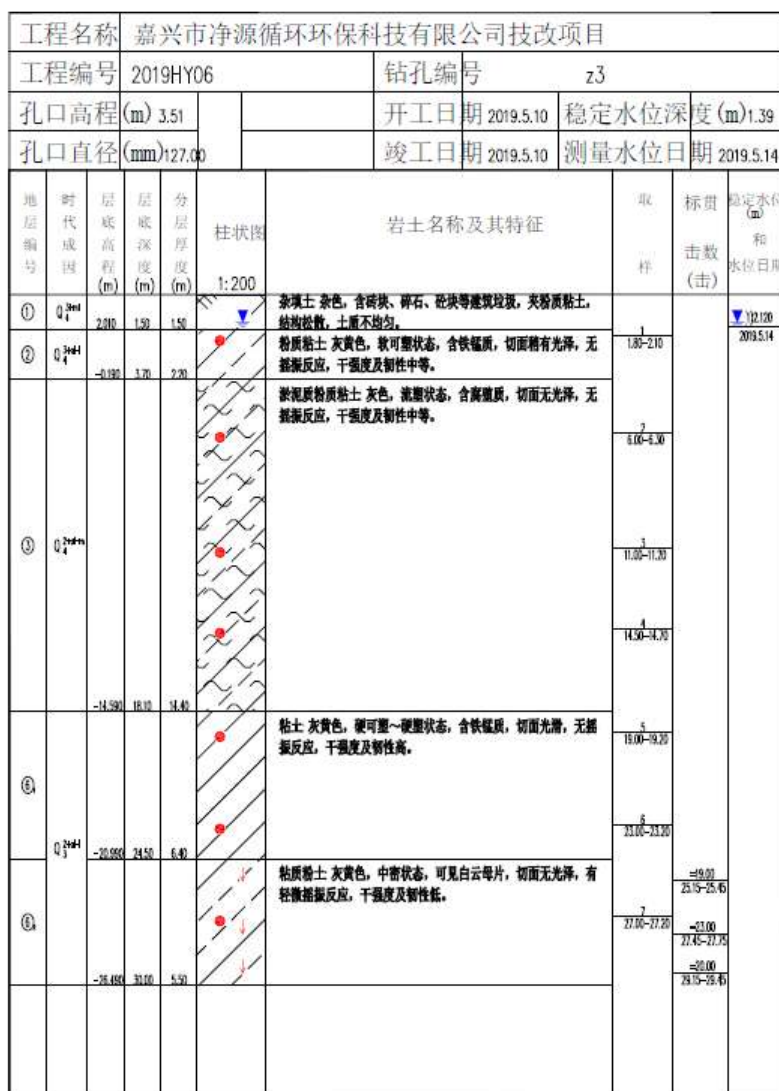 工程名称 嘉兴市净源循环环保科技有限公司技改项目
工程编号 2019HY06 钻孔编号 z3
孔口高程(m) 3.51 开工日期 2019.5.10 稳定水位深度(m)1.39
孔口直径(mm)127.00 竣工日期 2019.5.10 测量水位日期 2019.5.14
地层编号 时代成因 层底高程(m) 层底深度(m) 分层厚度(m) 柱状图 1:200 岩土名称及其特征 取样 标贯击数(击) 稳定水位(m)和水位日期
① 2.010 1.50 1.50 杂填土 杂色，含砖块、碎石、砼块等建筑垃圾，夹粉质粘土，
结构松散，土质不均匀。
2.120
2019.5.14
1
1.80-2.10
② -0.190 3.70 2.20 粉质粘土 灰黄色，软可塑状态，含铁锰质，切面稍有光泽，无
摇振反应，干强度及韧性中等。
③ -14.590 18.10 14.40 淤泥质粉质粘土 灰色，流塑状态，含腐殖质，切面无光泽，无
摇振反应，干强度及韧性中等。
2
6.00-6.30
3
11.00-11.20
4
14.50-14.70
-20.990 24.50 6.40 粘土 灰黄色，硬可塑～硬塑状态，含铁锰质，切面光滑，无摇
振反应，干强度及韧性高。
5
19.00-19.20
6
23.00-23.20
-26.490 30.00 5.50 粘质粉土 灰黄色，中密状态，可见白云母片，切面无光泽，有
轻微摇振反应，干强度及韧性低。
7
27.00-27.20
=19.00
25.15-25.45
=23.00
27.45-27.75
=20.00
29.15-29.45